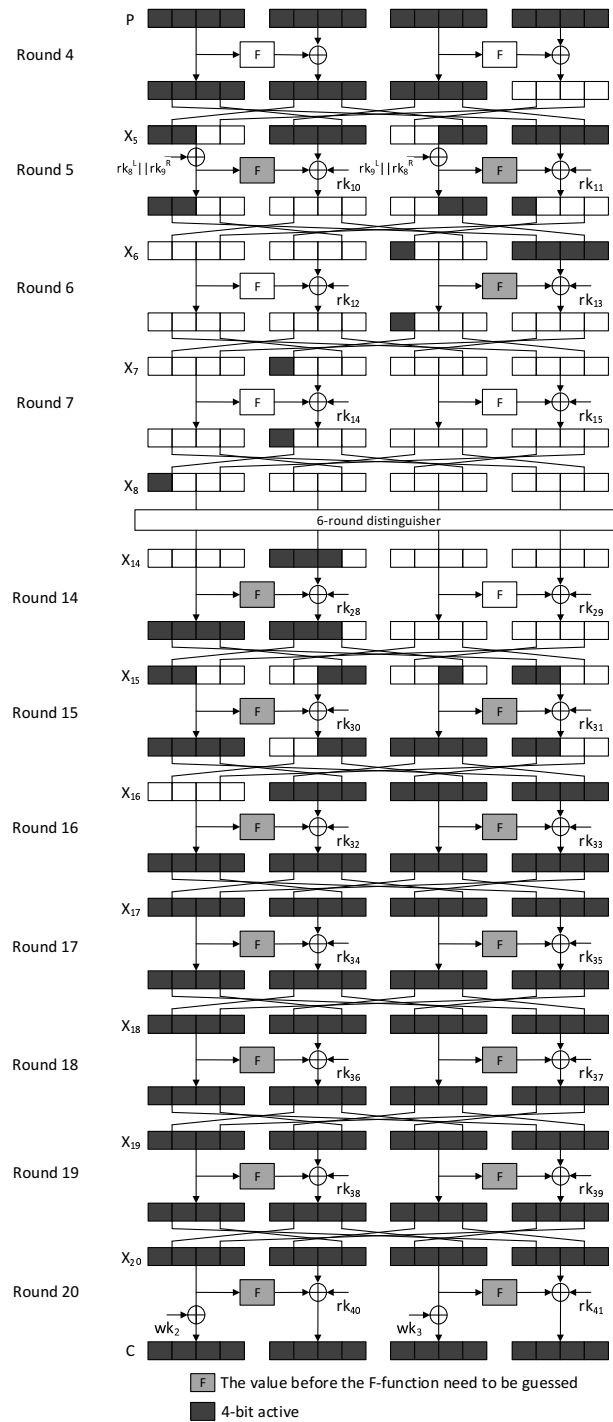 P
Round 4
F
F
X₅
Round 5
rk₈ᴸ||rk₉ᴿ
F
rk₁₀
rk₉ᴸ||rk₈ᴿ
F
rk₁₁
X₆
Round 6
F
rk₁₂
F
rk₁₃
X₇
Round 7
F
rk₁₄
F
rk₁₅
X₈
6-round distinguisher
X₁₄
Round 14
F
rk₂₈
F
rk₂₉
X₁₅
Round 15
F
rk₃₀
F
rk₃₁
X₁₆
Round 16
F
rk₃₂
F
rk₃₃
X₁₇
Round 17
F
rk₃₄
F
rk₃₅
X₁₈
Round 18
F
rk₃₆
F
rk₃₇
X₁₉
Round 19
F
rk₃₈
F
rk₃₉
X₂₀
Round 20
F
rk₄₀
F
rk₄₁
wk₂
wk₃
C
F The value before the F-function need to be guessed
4-bit active